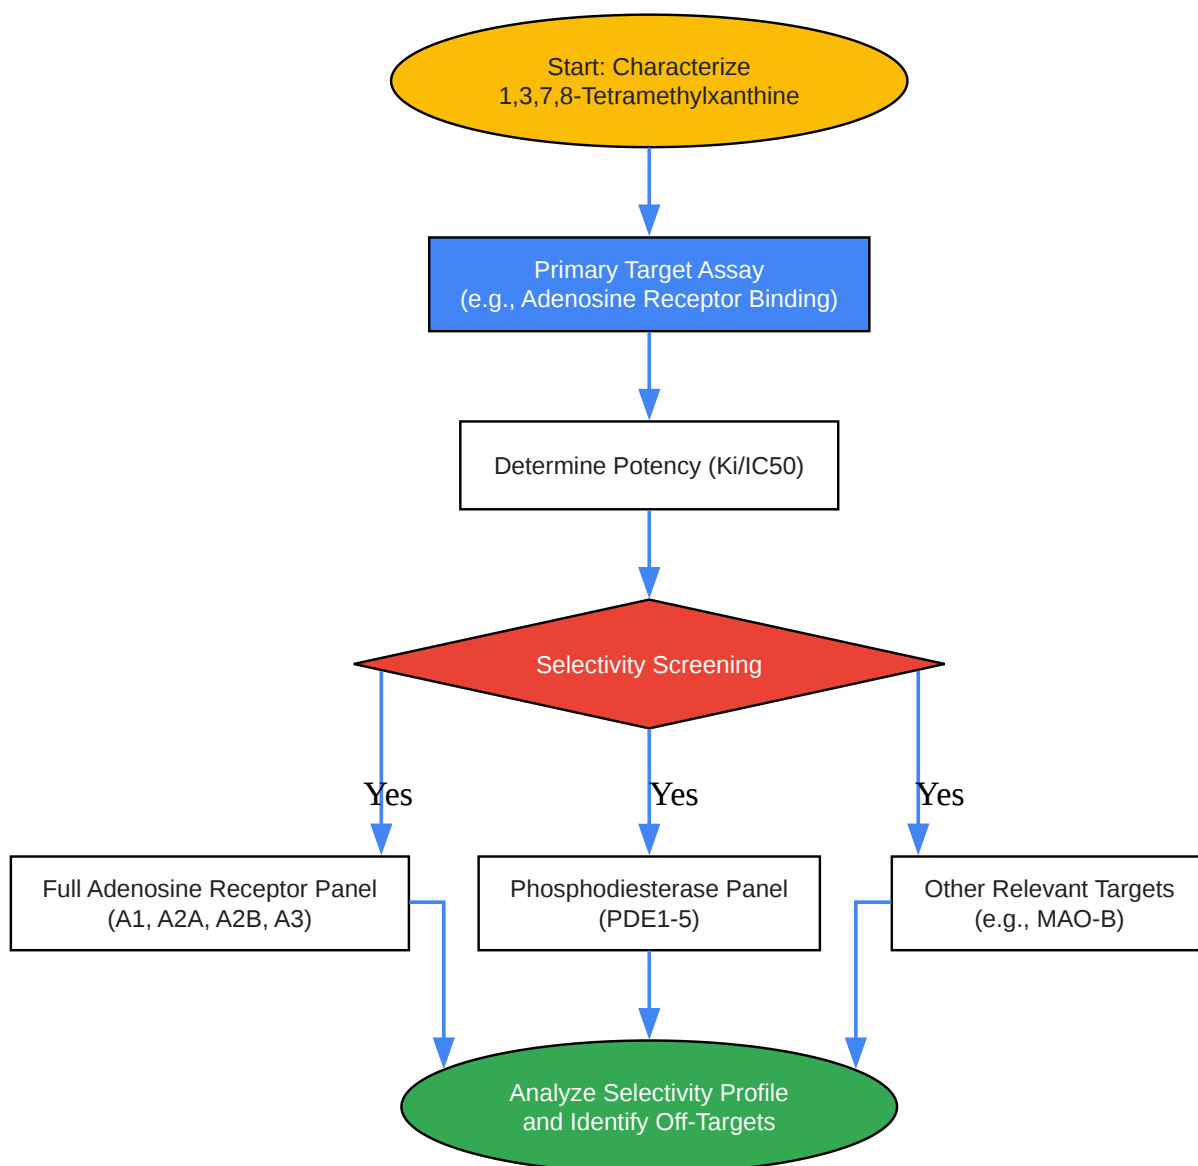 Start: Characterize
1,3,7,8-Tetramethylxanthine
Primary Target Assay
(e.g., Adenosine Receptor Binding)
Determine Potency (Ki/IC50)
Selectivity Screening
Yes
Yes
Yes
Full Adenosine Receptor Panel
(A1, A2A, A2B, A3)
Phosphodiesterase Panel
(PDE1-5)
Other Relevant Targets
(e.g., MAO-B)
Analyze Selectivity Profile
and Identify Off-Targets